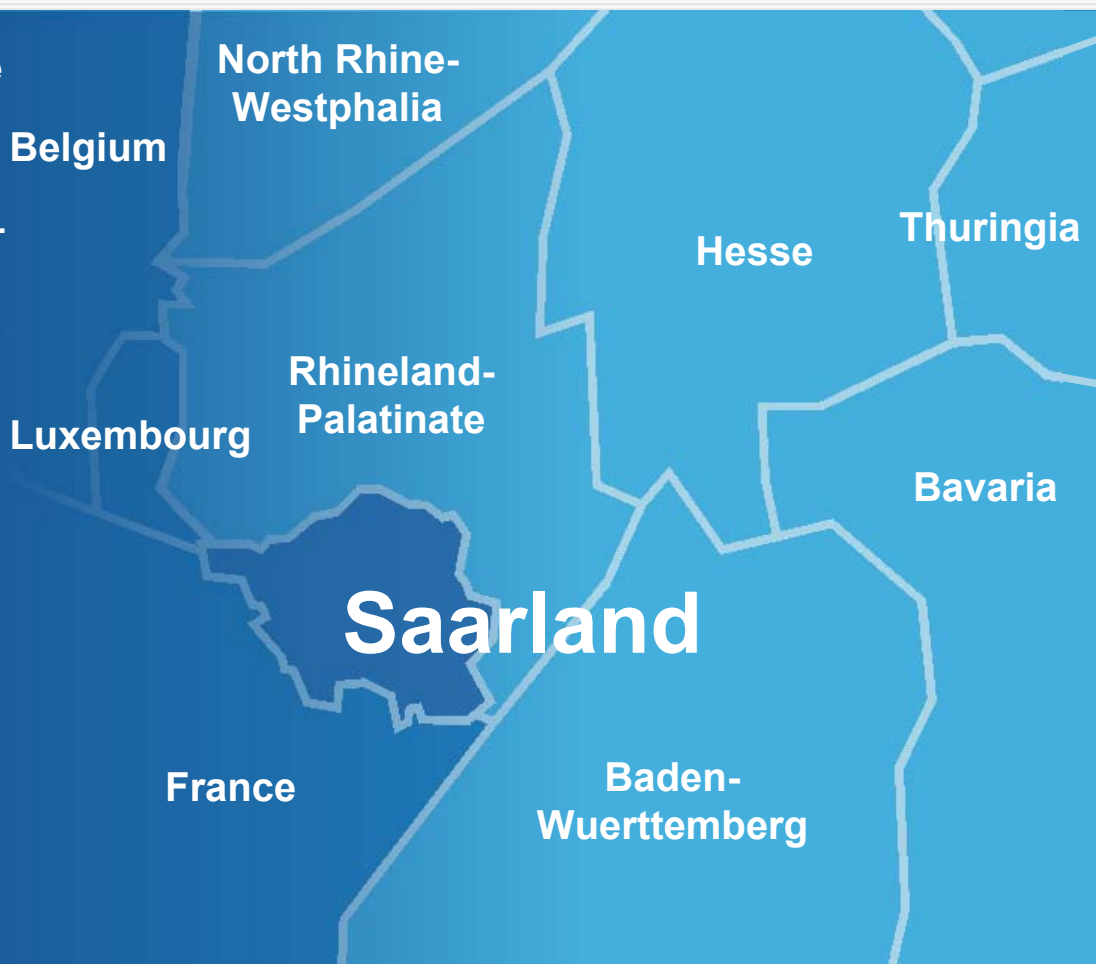 North Rhine-
Westphalia
Belgium
Thuringia
Hesse
Rhineland-
Palatinate
Luxembourg
Bavaria
Saarland
France
Baden-
Wuerttemberg